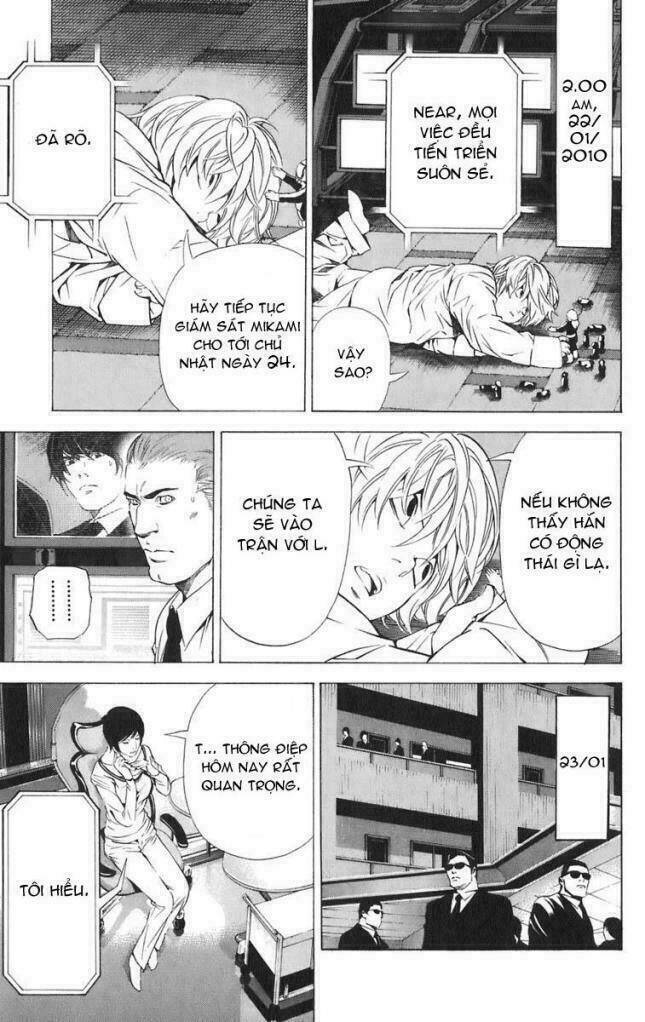 2.00
AM,
22/
01/
2010
NEAR, MỌI
VIỆC ĐỀU
TIẾN TRIỂN
SUÔN SẺ.
VẬY
SAO?
ĐÃ RÕ.
HÃY TIẾP TỤC
GIÁM SÁT MIKAMI
CHO TỚI CHỦ
NHẬT NGÀY 24.
NẾU KHÔNG
THẤY HẮN
CÓ ĐỘNG
THÁI GÌ LẠ.
CHÚNG TA
SẼ VÀO
TRẬN VỚI L.
........
23/01
T... THÔNG ĐIỆP
HÔM NAY RẤT
QUAN TRỌNG.
TÔI HIỂU.